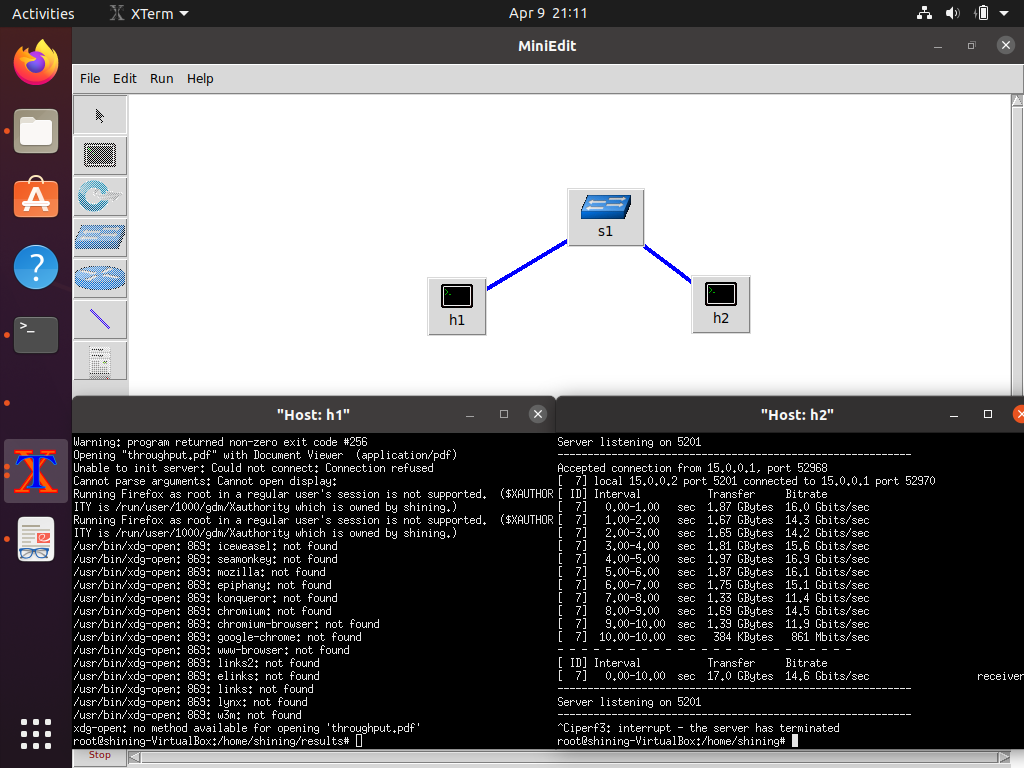 Activities
XTerm
Apr 9 21:11
MiniEdit
File Edit Run Help
s1
h1
h2
"Host: h1"
Warning: program returned non-zero exit code #256
Opening "throughput.pdf" with Document Viewer (application/pdf)
Unable to init server: Could not connect: Connection refused
Cannot parse arguments: Cannot open display:
Running Firefox as root in a regular user's session is not supported. ($XAUTHOR
ITY is /run/user/1000/gdm/Xauthority which is owned by shining.)
Running Firefox as root in a regular user's session is not supported. ($XAUTHOR
ITY is /run/user/1000/gdm/Xauthority which is owned by shining.)
/usr/bin/xdg-open: 869: iceweasel: not found
/usr/bin/xdg-open: 869: seamonkey: not found
/usr/bin/xdg-open: 869: mozilla: not found
/usr/bin/xdg-open: 869: epiphany: not found
/usr/bin/xdg-open: 869: konqueror: not found
/usr/bin/xdg-open: 869: chromium: not found
/usr/bin/xdg-open: 869: chromium-browser: not found
/usr/bin/xdg-open: 869: google-chrome: not found
/usr/bin/xdg-open: 869: www-browser: not found
/usr/bin/xdg-open: 869: links2: not found
/usr/bin/xdg-open: 869: elinks: not found
/usr/bin/xdg-open: 869: links: not found
/usr/bin/xdg-open: 869: lynx: not found
/usr/bin/xdg-open: 869: w3m: not found
xdg-open: no method available for opening 'throughput.pdf'
root@shining-VirtualBox:/home/shining/results#
"Host: h2"
Server listening on 5201
-----------------------------------------------------------
Accepted connection from 15.0.0.1, port 52968
[  7] local 15.0.0.2 port 5201 connected to 15.0.0.1 port 52970
[ ID] Interval           Transfer     Bitrate
[  7]   0.00-1.00   sec  1.87 GBytes  16.0 Gbits/sec
[  7]   1.00-2.00   sec  1.67 GBytes  14.3 Gbits/sec
[  7]   2.00-3.00   sec  1.65 GBytes  14.2 Gbits/sec
[  7]   3.00-4.00   sec  1.81 GBytes  15.6 Gbits/sec
[  7]   4.00-5.00   sec  1.97 GBytes  16.9 Gbits/sec
[  7]   5.00-6.00   sec  1.87 GBytes  16.1 Gbits/sec
[  7]   6.00-7.00   sec  1.75 GBytes  15.1 Gbits/sec
[  7]   7.00-8.00   sec  1.33 GBytes  11.4 Gbits/sec
[  7]   8.00-9.00   sec  1.69 GBytes  14.5 Gbits/sec
[  7]   9.00-10.00  sec  1.39 GBytes  11.9 Gbits/sec
[  7]  10.00-10.00  sec   384 KBytes   861 Mbits/sec
- - - - - - - - - - - - - - - - - - - - - - - - -
[ ID] Interval           Transfer     Bitrate
[  7]   0.00-10.00  sec  17.0 GBytes  14.6 Gbits/sec                  receiver
-----------------------------------------------------------
Server listening on 5201
-----------------------------------------------------------
^Ciperf3: interrupt - the server has terminated
root@shining-VirtualBox:/home/shining#
Stop